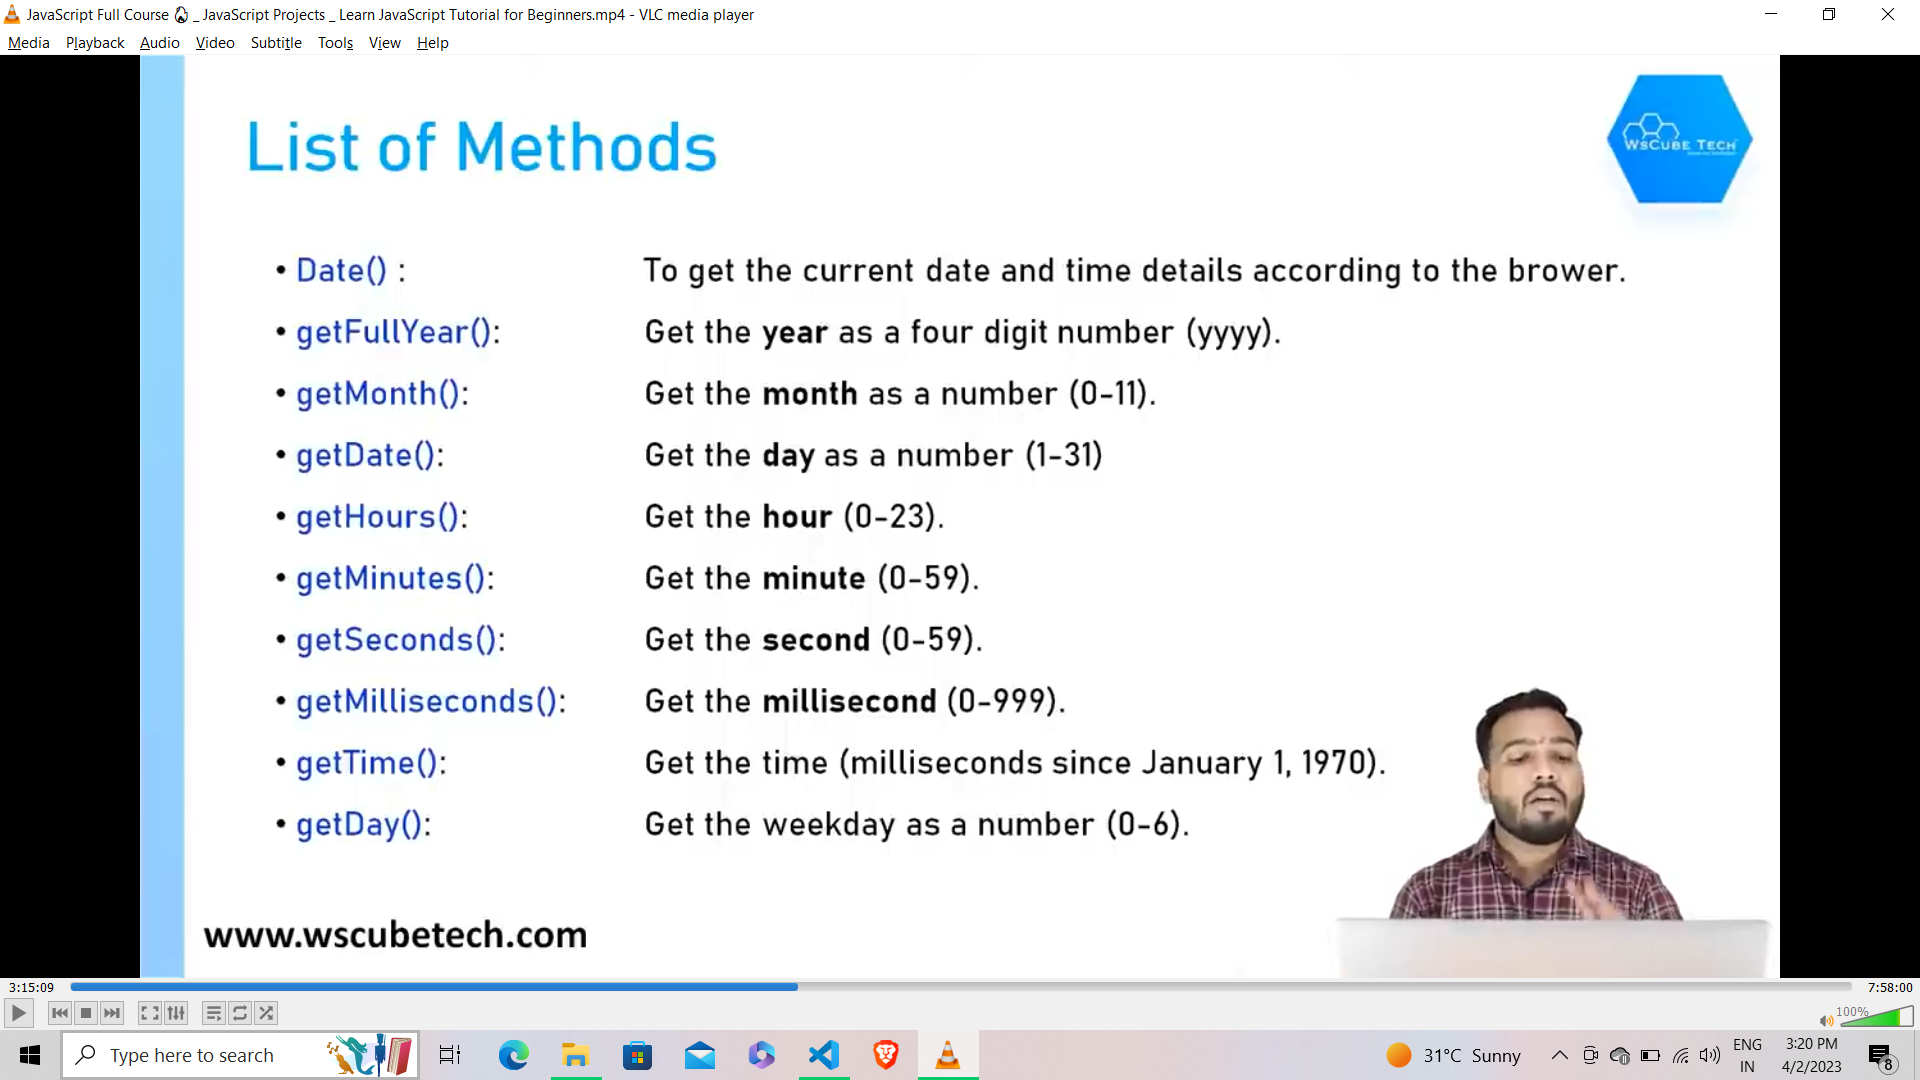 JavaScript Full Course _ JavaScript Projects _ Learn JavaScript Tutorial for Beginners.mp4 - VLC media player
Media Playback Audio Video Subtitle Tools View Help
List of Methods
WsCube Tech
• Date() : To get the current date and time details according to the brower.
• getFullYear(): Get the year as a four digit number (yyyy).
• getMonth(): Get the month as a number (0-11).
• getDate(): Get the day as a number (1-31)
• getHours(): Get the hour (0-23).
• getMinutes(): Get the minute (0-59).
• getSeconds(): Get the second (0-59).
• getMilliseconds(): Get the millisecond (0-999).
• getTime(): Get the time (milliseconds since January 1, 1970).
• getDay(): Get the weekday as a number (0-6).
www.wscubetech.com
3:15:09 7:58:00
100%
Type here to search
31°C Sunny
ENG
IN
3:20 PM
4/2/2023
8